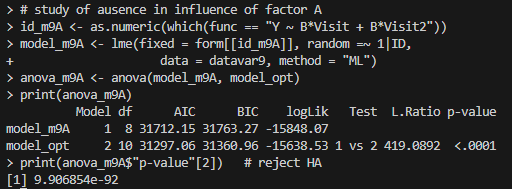 > # study of ausence in influence of factor A
> id_m9A <- as.numeric(which(func == "Y ~ B*Visit + B*Visit2"))
> model_m9A <- lme(fixed = form[[id_m9A]], random =~ 1|ID,
+                  data = datavar9, method = "ML")
> anova_m9A <- anova(model_m9A, model_opt)
> print(anova_m9A)
          Model df      AIC      BIC    logLik   Test  L.Ratio p-value
model_m9A     1  8 31712.15 31763.27 -15848.07
model_opt     2 10 31297.06 31360.96 -15638.53 1 vs 2 419.0892  <.0001
> print(anova_m9A$"p-value"[2])   # reject HA
[1] 9.906854e-92